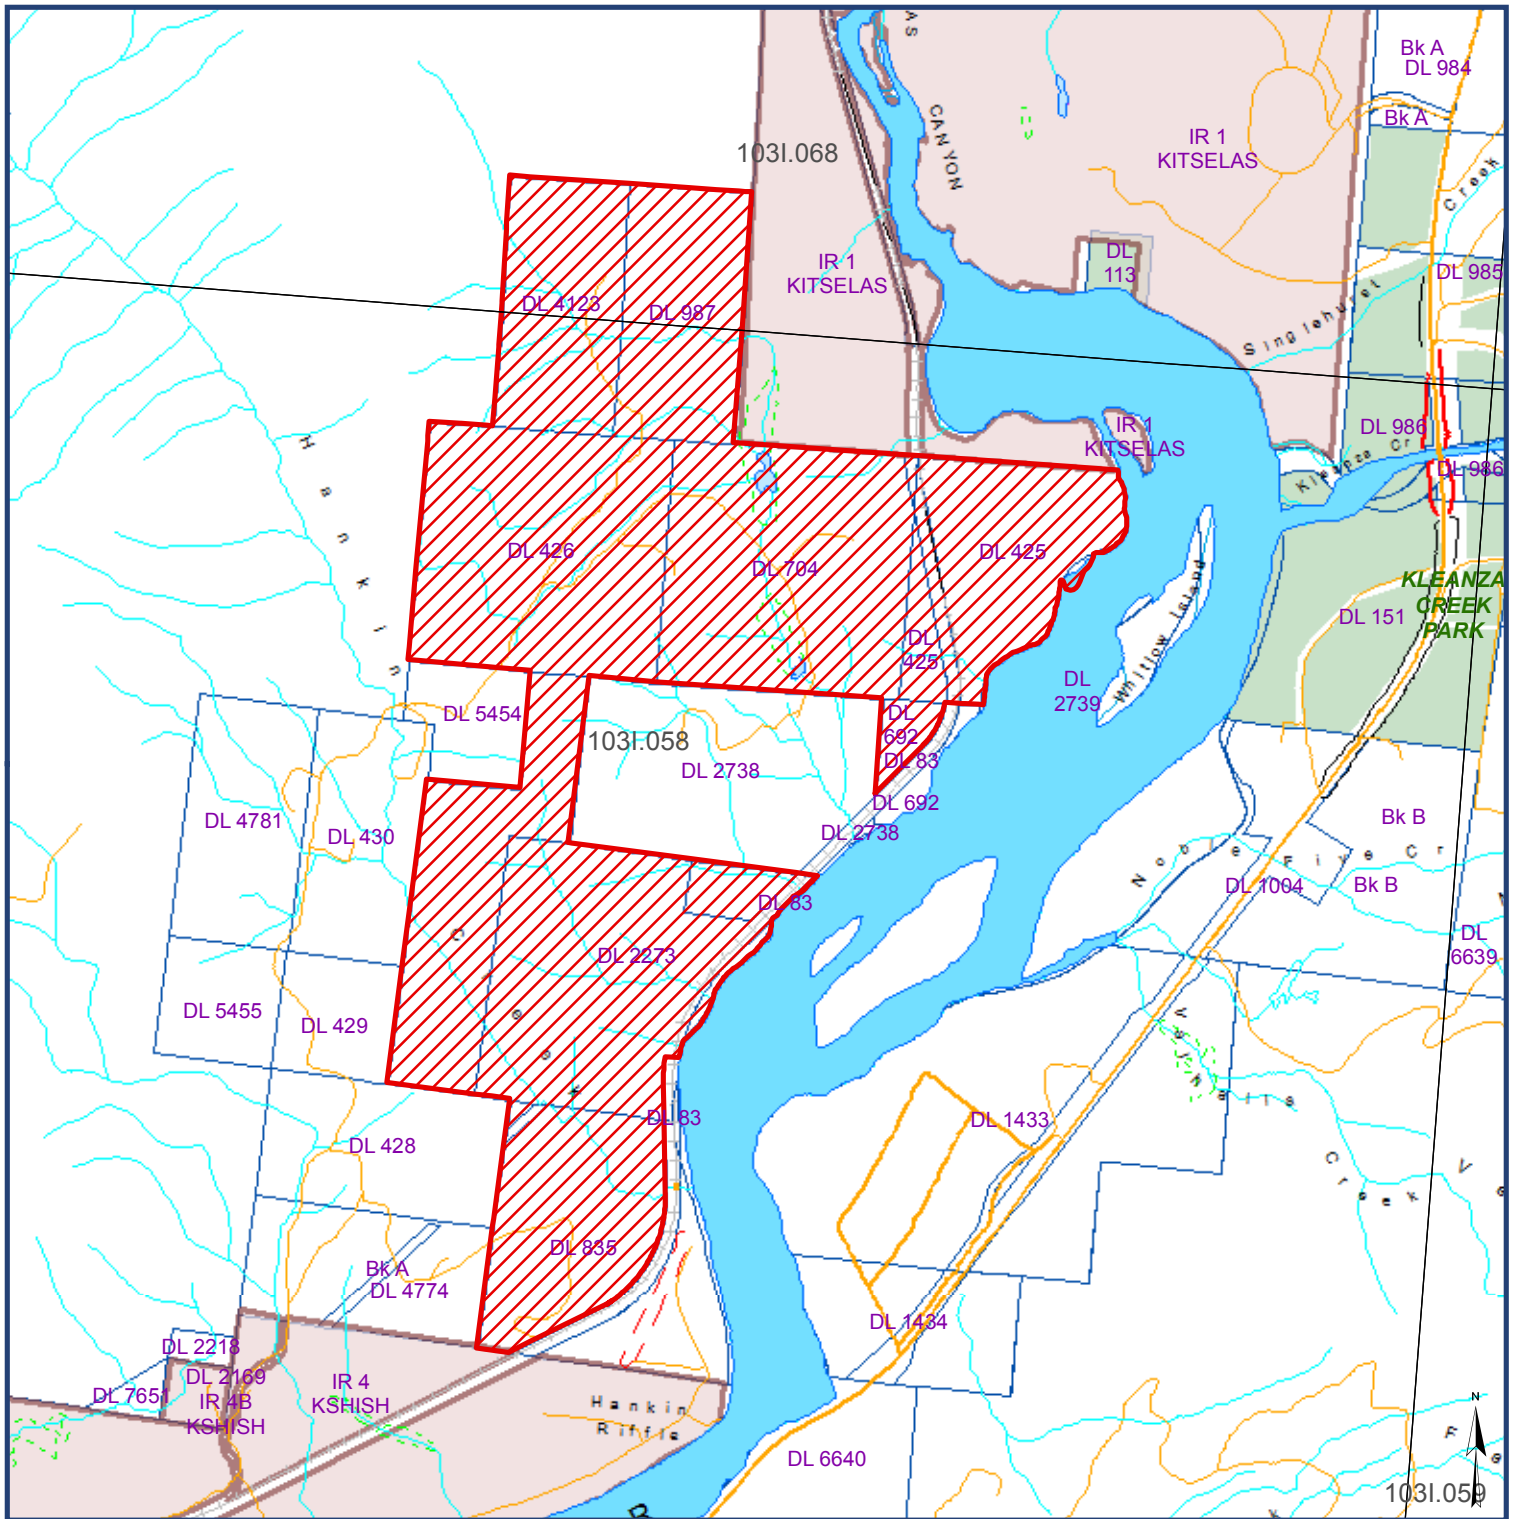 AS
CANYON
Bk A
DL 984
Bk A
103I.068
IR 1
KITSELAS
Creek
IR 1
KITSELAS
DL
113
DL 985
Singlehurst
DL 4123
DL 987
IR 1
KITSELAS
DL 986
Kleanza Cr
DL 986
Hankin
DL 426
DL 704
DL 425
Whitlow Island
KLEANZA
CREEK
PARK
DL 151
DL
425
DL
2739
DL 5454
DL
692
103I.058
DL 2738
DL 83
DL 692
DL 4781
DL 430
DL 2738
Bk B
Noble Five Cr
DL 1004
Bk B
DL 83
Creek
DL 2273
DL
6639
DL 5455
DL 429
DL 83
DL 1433
DL 428
Creek
DL 835
Bk A
DL 4774
DL 1434
DL 2218
DL 2169
IR 4B
KSHISH
DL 7651
IR 4
KSHISH
Hankin
Riffle
DL 6640
N
103I.059